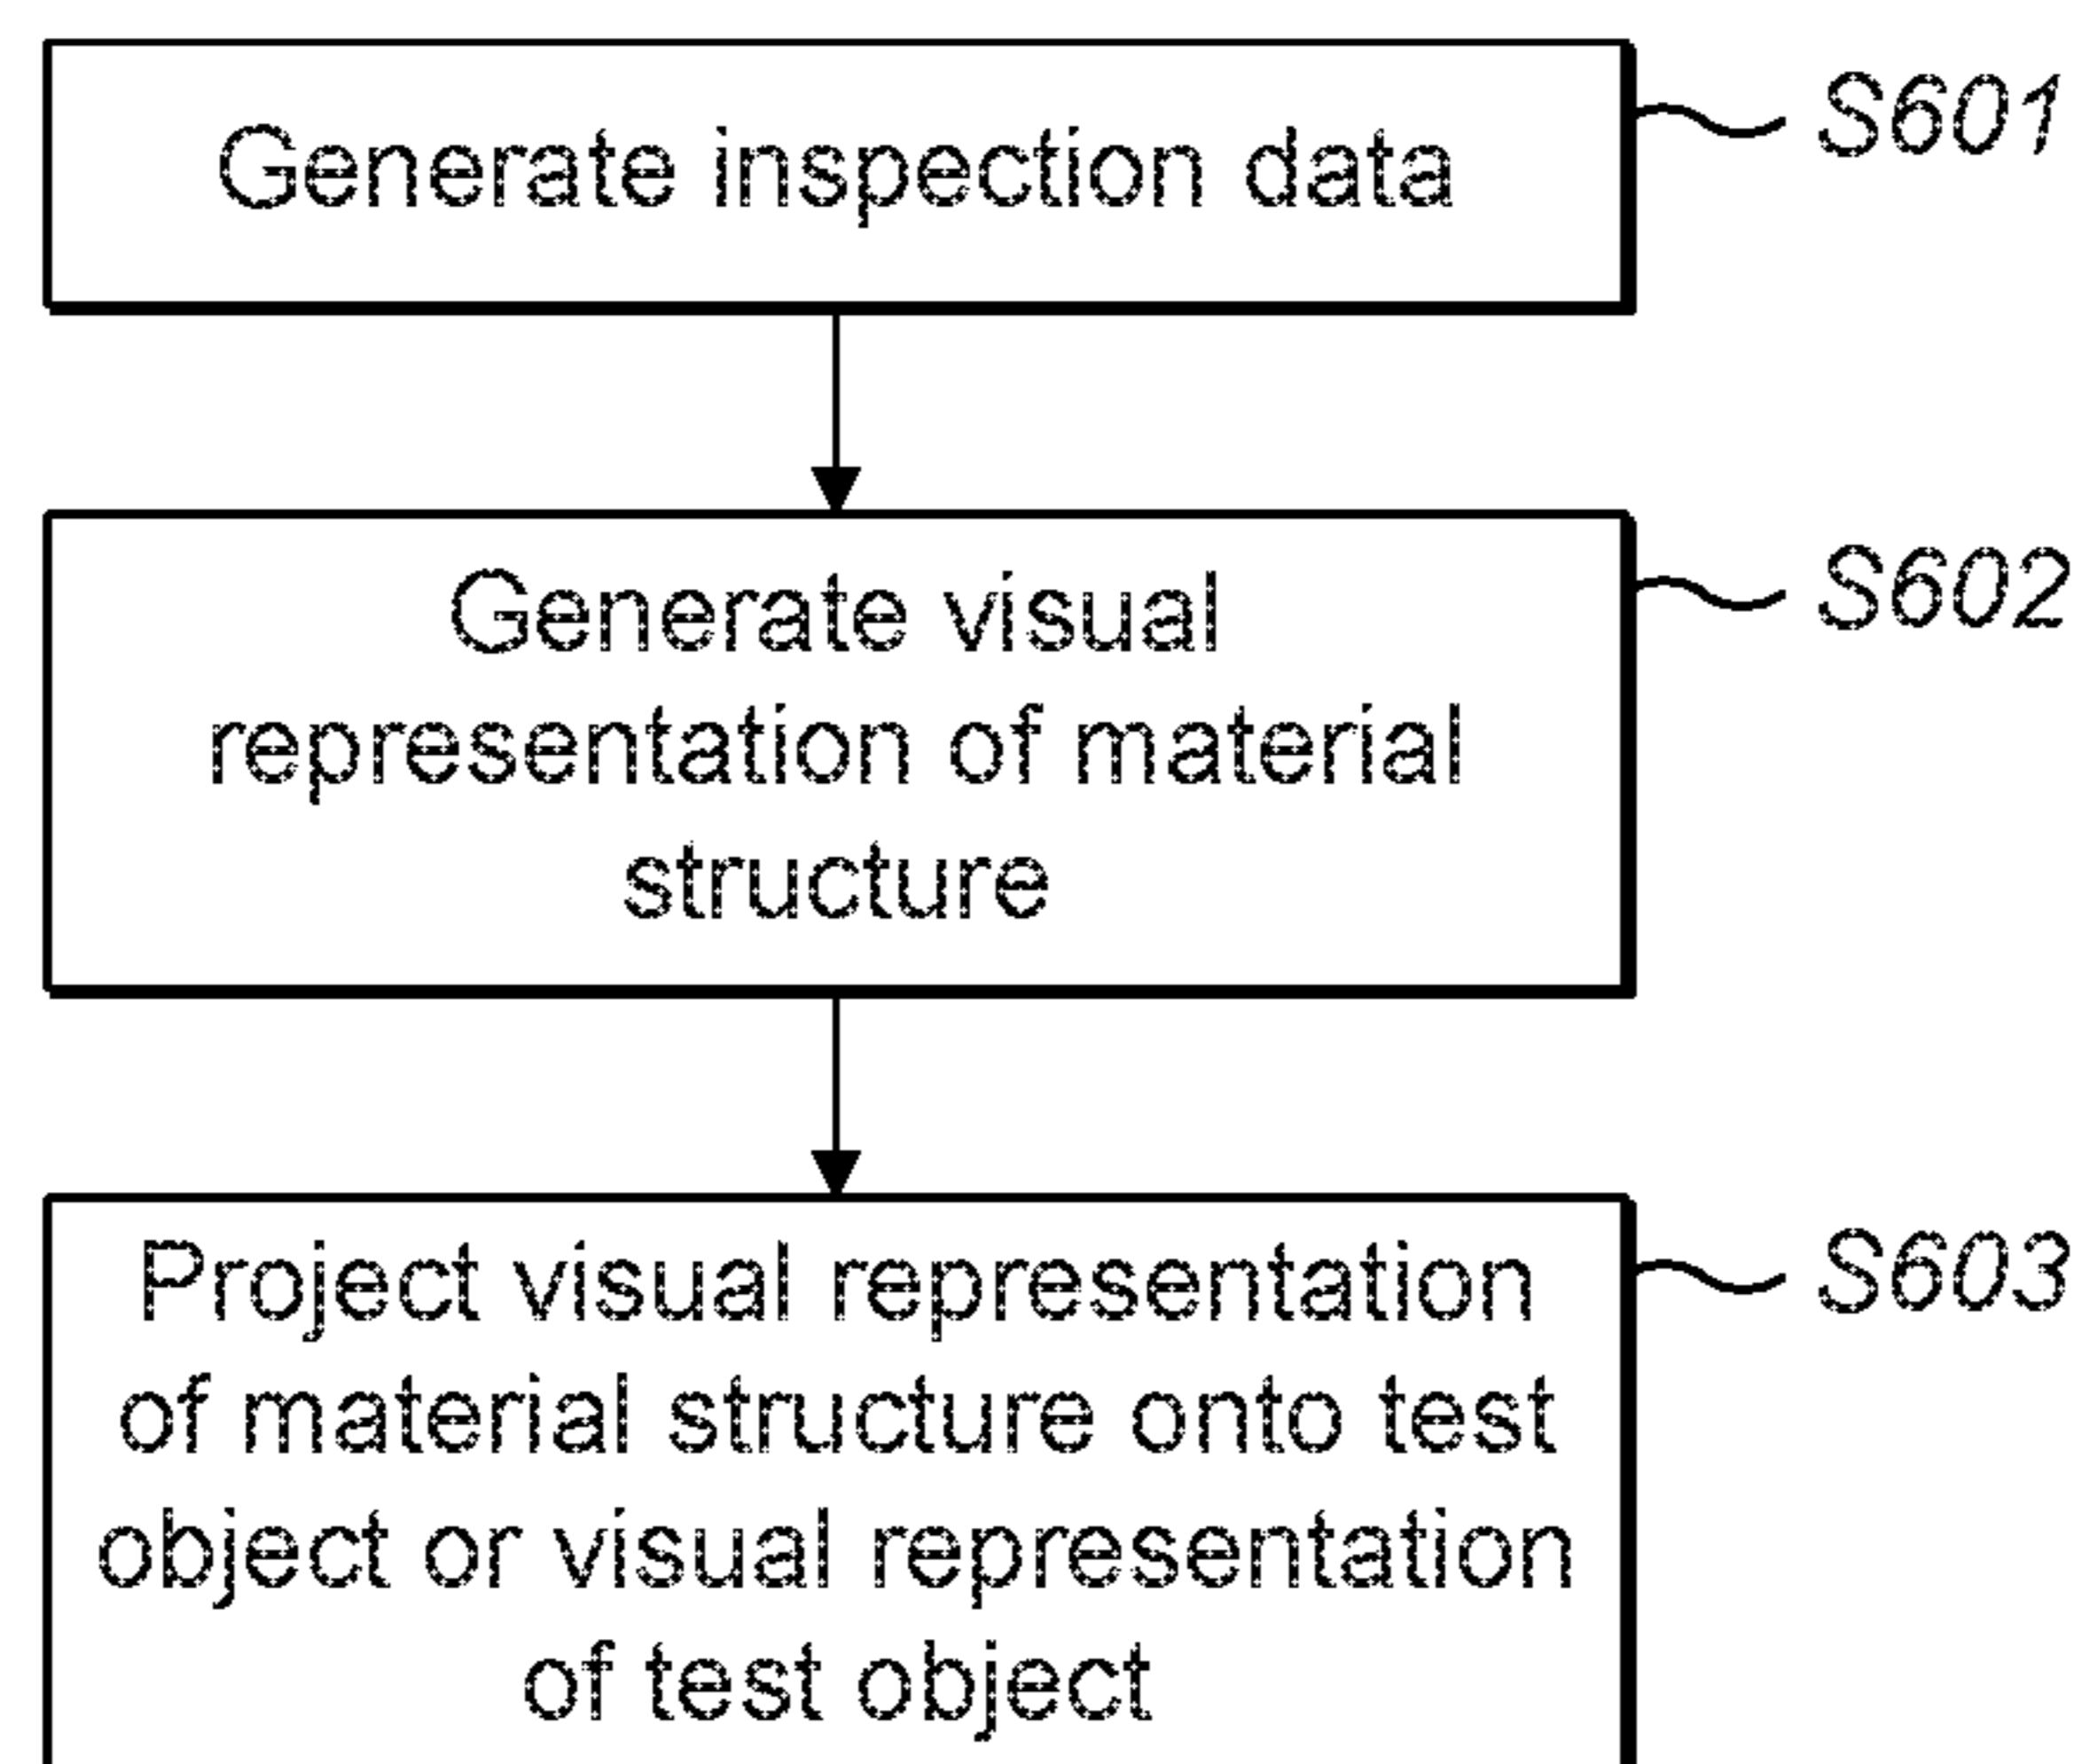 Generate inspection data
S601
Generate visual
representation of material
structure
S602
Project visual representation
of material structure onto test
object or visual representation
of test object
S603